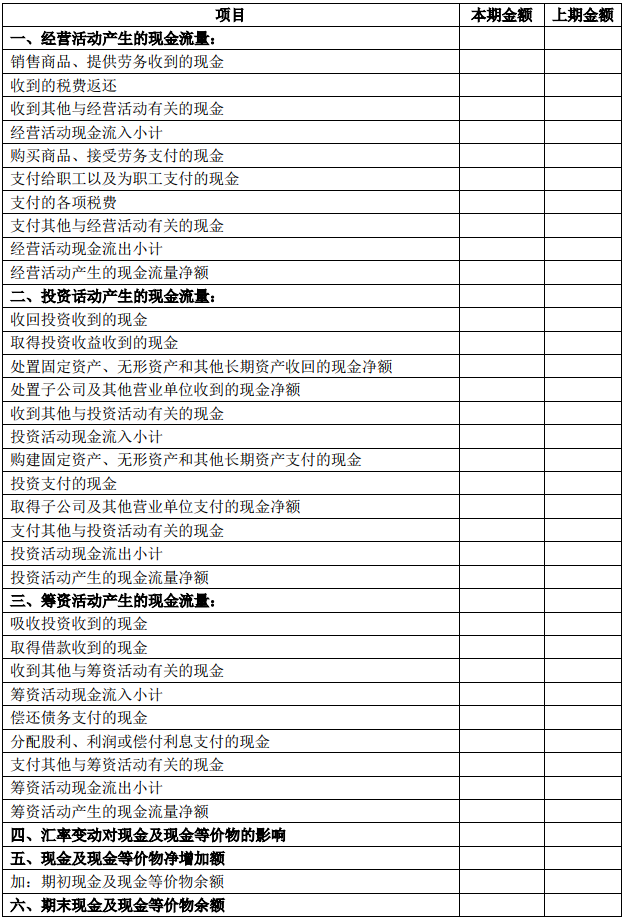 项目 本期金额 上期金额
一、经营活动产生的现金流量：
销售商品、提供劳务收到的现金
收到的税费返还
收到其他与经营活动有关的现金
经营活动现金流入小计
购买商品、接受劳务支付的现金
支付给职工以及为职工支付的现金
支付的各项税费
支付其他与经营活动有关的现金
经营活动现金流出小计
经营活动产生的现金流量净额
二、投资话动产生的现金流量：
收回投资收到的现金
取得投资收益收到的现金
处置固定资产、无形资产和其他长期资产收回的现金净额
处置子公司及其他营业单位收到的现金净额
收到其他与投资活动有关的现金
投资活动现金流入小计
购建固定资产、无形资产和其他长期资产支付的现金
投资支付的现金
取得子公司及其他营业单位支付的现金净额
支付其他与投资活动有关的现金
投资活动现金流出小计
投资活动产生的现金流量净额
三、筹资活动产生的现金流量：
吸收投资收到的现金
取得借款收到的现金
收到其他与筹资活动有关的现金
筹资活动现金流入小计
偿还债务支付的现金
分配股利、利润或偿付利息支付的现金
支付其他与筹资活动有关的现金
筹资活动现金流出小计
筹资活动产生的现金流量净额
四、汇率变动对现金及现金等价物的影响
五、现金及现金等价物净增加额
加：期初现金及现金等价物余额
六、期末现金及现金等价物余额